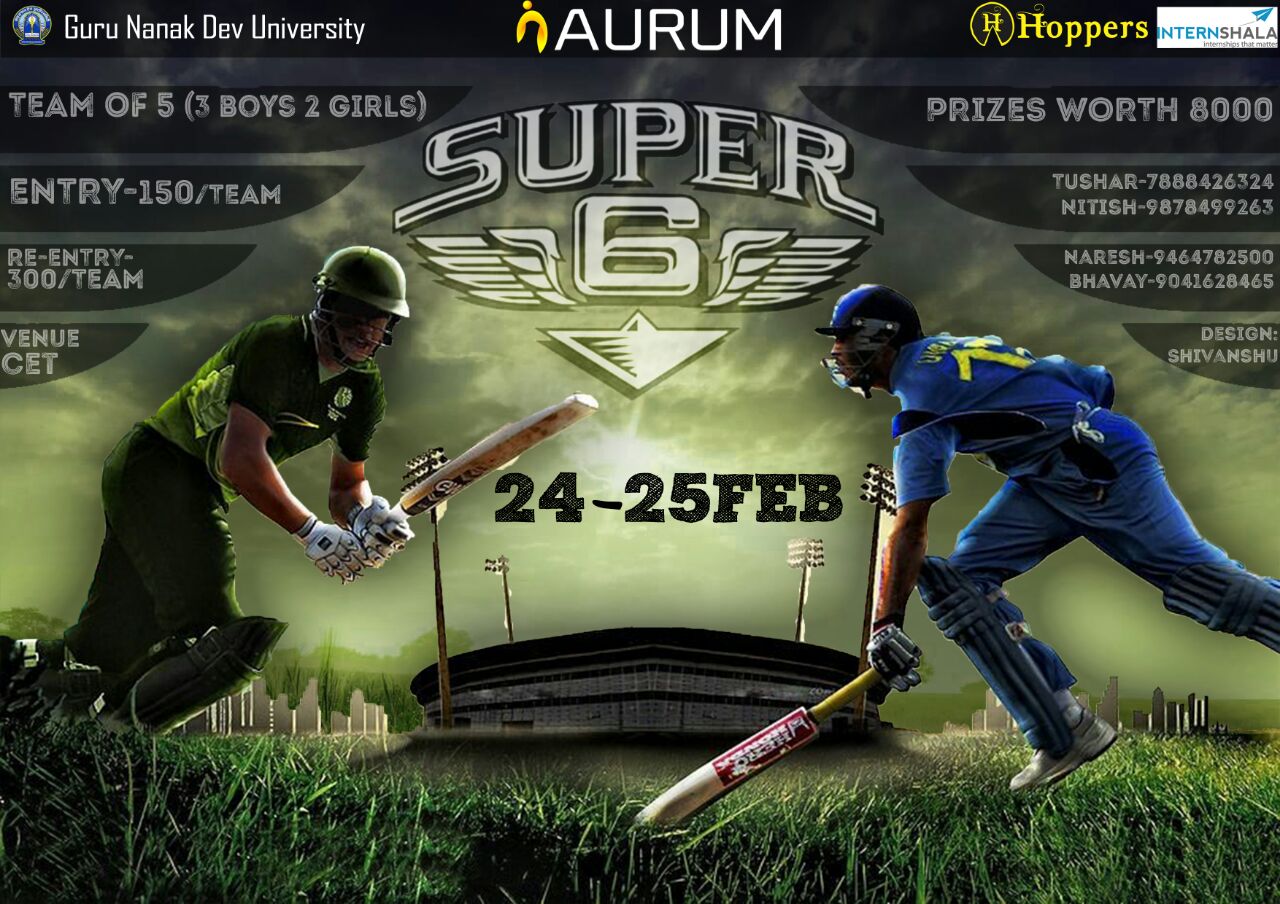 Guru Nanak Dev University
AURUM
Hoppers
INTERNSHALA
internships that matter
TEAM OF 5 (3 BOYS 2 GIRLS)
ENTRY-150/TEAM
RE-ENTRY-
300/TEAM
VENUE
CET
SUPER
6
PRIZES WORTH 8000
TUSHAR-7888426324
NITISH-9878499263
NARESH-9464782500
BHAVAY-9041628465
DESIGN:
SHIVANSHU
24-25FEB